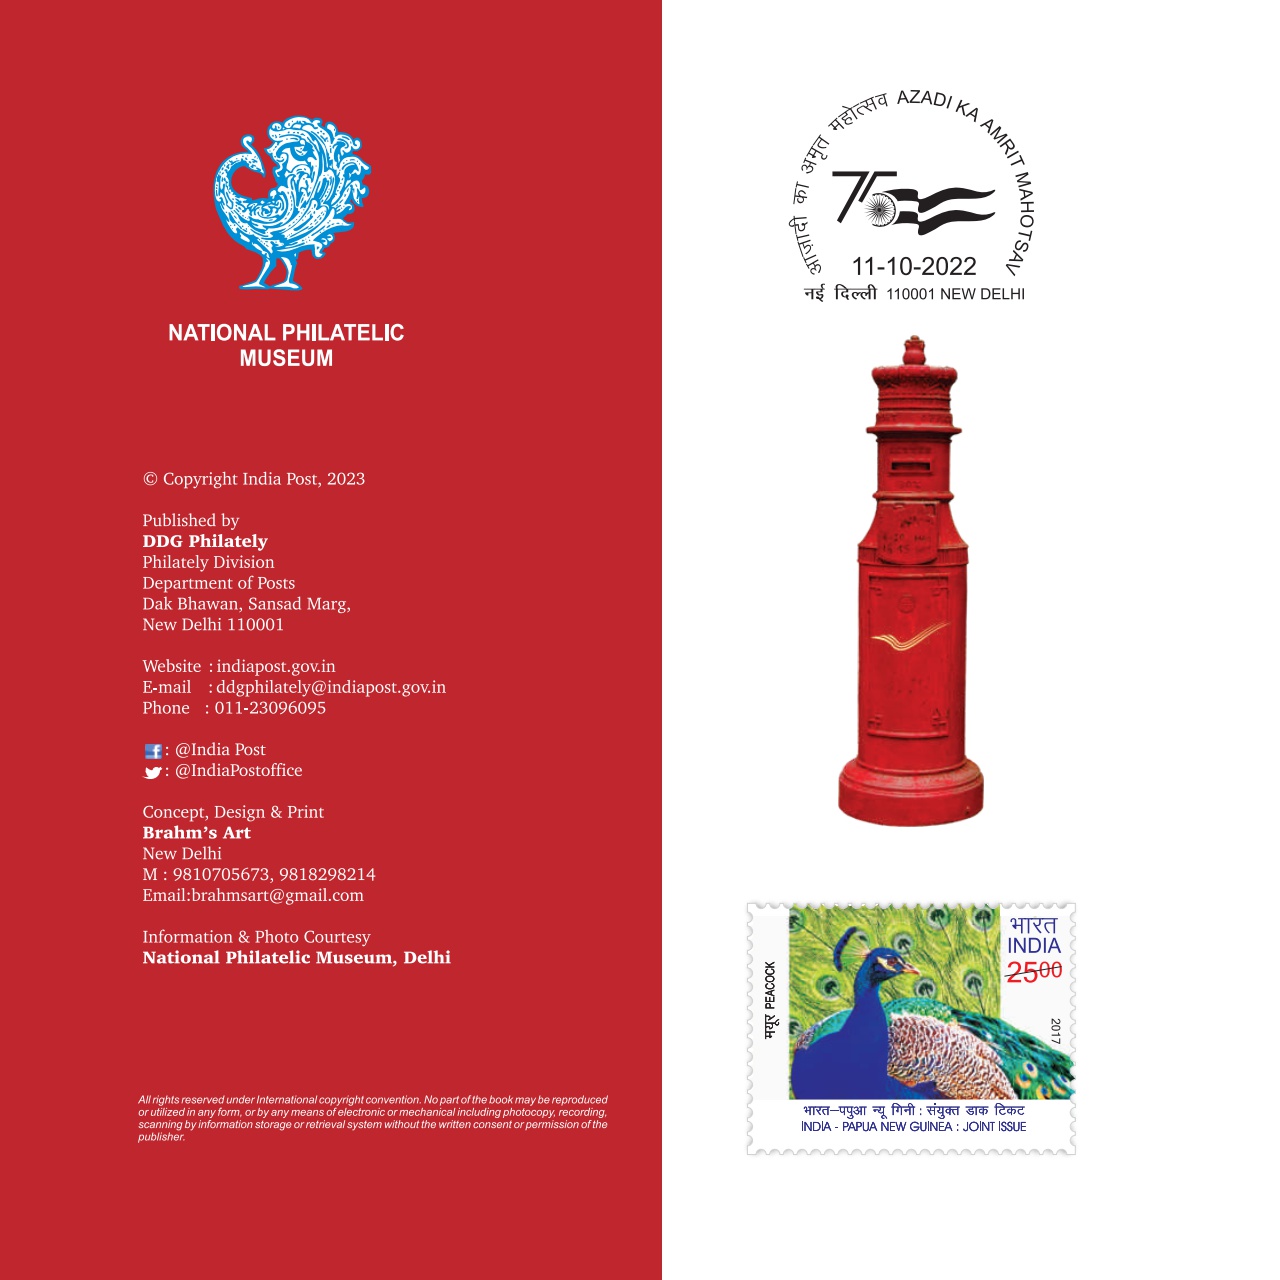 NATIONAL PHILATELIC
MUSEUM
© Copyright India Post, 2023
Published by
DDG Philately
Philately Division
Department of Posts
Dak Bhawan, Sansad Marg,
New Delhi 110001
Website : indiapost.gov.in
E-mail : ddgphilately@indiapost.gov.in
Phone : 011-23096095
: @India Post
: @IndiaPostoffice
Concept, Design & Print
Brahm’s Art
New Delhi
M : 9810705673, 9818298214
Email:brahmsart@gmail.com
Information & Photo Courtesy
National Philatelic Museum, Delhi
All rights reserved under International copyright convention. No part of the book may be reproduced
or utilized in any form, or by any means of electronic or mechanical including photocopy, recording,
scanning by information storage or retrieval system without the written consent or permission of the
publisher.
आज़ादी का अमृत महोत्सव AZADI KA AMRIT MAHOTSAV
75
11-10-2022
नई दिल्ली 110001 NEW DELHI
भारत
INDIA
2500
मयूर PEACOCK
2017
भारत–पपुआ न्यू गिनी : संयुक्त डाक टिकट
INDIA - PAPUA NEW GUINEA : JOINT ISSUE